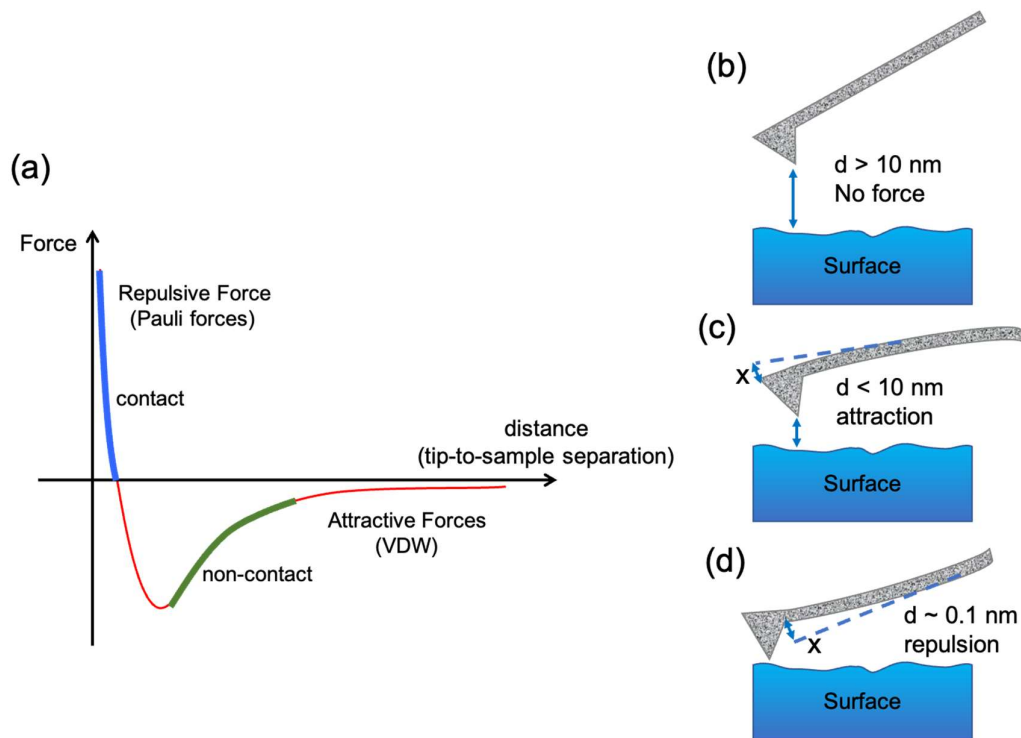 (a)
Force
Repulsive Force
(Pauli forces)
contact
distance
(tip-to-sample separation)
Attractive Forces
(VDW)
non-contact
(b)
d > 10 nm
No force
Surface
(c)
x
d < 10 nm
attraction
Surface
(d)
x
d ~ 0.1 nm
repulsion
Surface